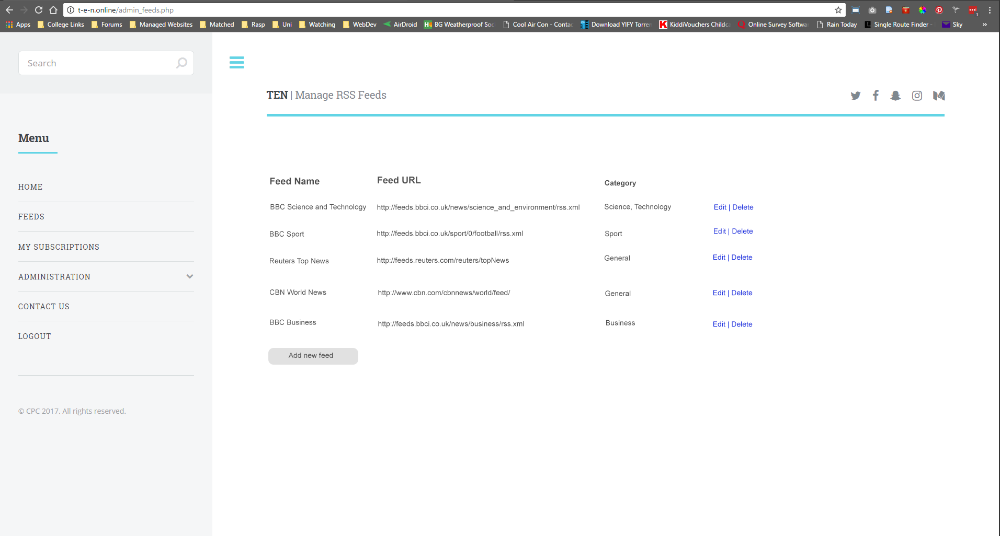 t-e-n.online/admin_feeds.php
Apps College Links Forums Managed Websites Matched Rasp Uni Watching WebDev AirDroid BG Weatherproof Soc Cool Air Con - Contac Download YIFY Torren KiddiVouchers Childca Online Survey Softwa Rain Today Single Route Finder - Sky »
Search
TEN | Manage RSS Feeds
Menu
HOME
FEEDS
MY SUBSCRIPTIONS
ADMINISTRATION
CONTACT US
LOGOUT
© CPC 2017. All rights reserved.
Feed Name Feed URL Category
BBC Science and Technology http://feeds.bbci.co.uk/news/science_and_environment/rss.xml Science, Technology Edit | Delete
BBC Sport http://feeds.bbci.co.uk/sport/0/football/rss.xml Sport Edit | Delete
Reuters Top News http://feeds.reuters.com/reuters/topNews General Edit | Delete
CBN World News http://www.cbn.com/cbnnews/world/feed/ General Edit | Delete
BBC Business http://feeds.bbci.co.uk/news/business/rss.xml Business Edit | Delete
Add new feed